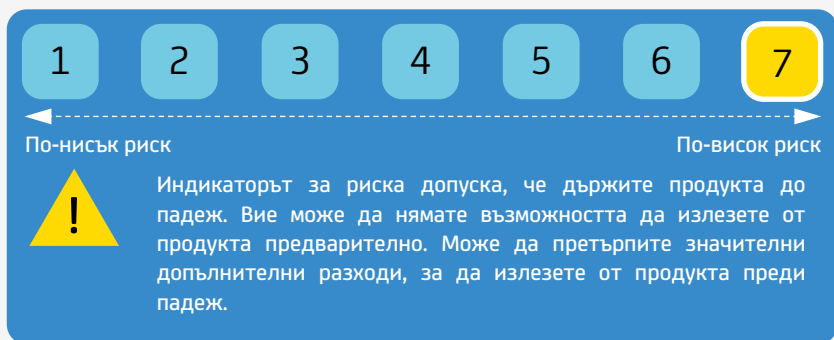 1 2 3 4 5 6 7
По-нисък риск По-висок риск
! Индикаторът за риска допуска, че държите продукта до
падеж. Вие може да нямате възможността да излезете от
продукта предварително. Може да претърпите значителни
допълнителни разходи, за да излезете от продукта преди
падеж.